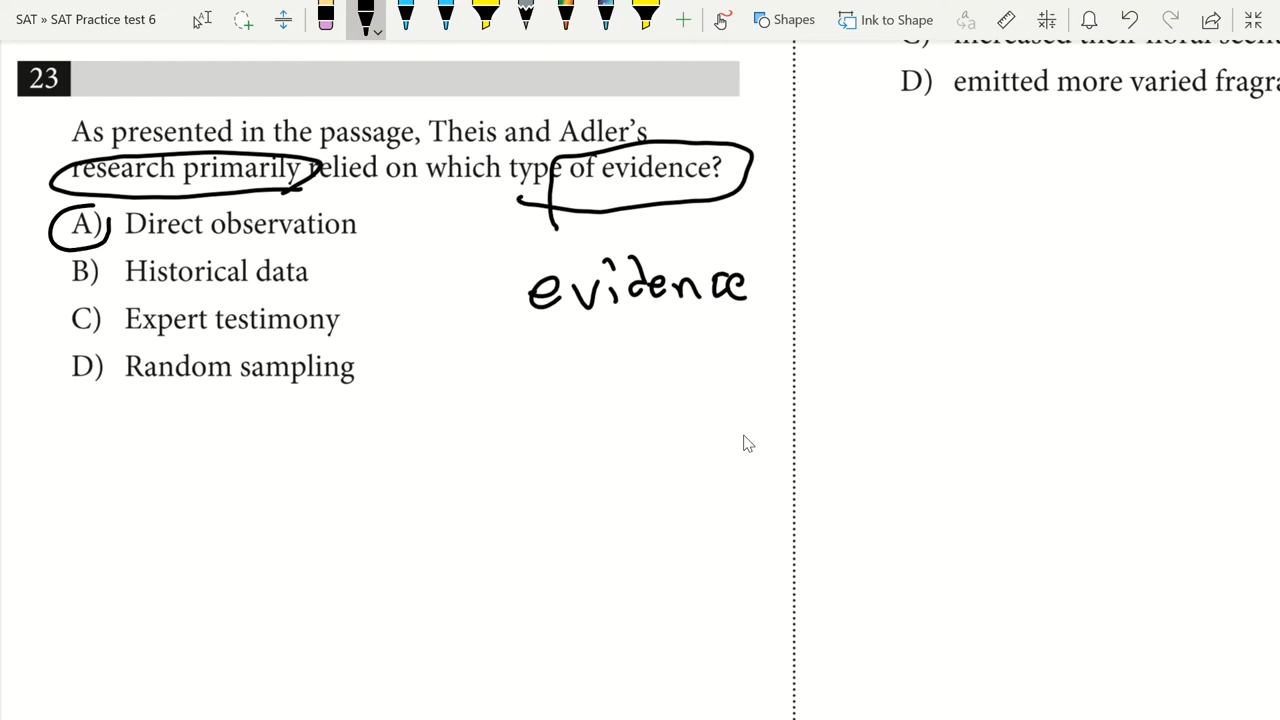 SAT » SAT Practice test 6
Shapes
Ink to Shape
D) emitted more varied
23
As presented in the passage, Theis and Adler's
research primarily relied on which type of evidence?
A) Direct observation
B) Historical data
C) Expert testimony
D) Random sampling
evidence